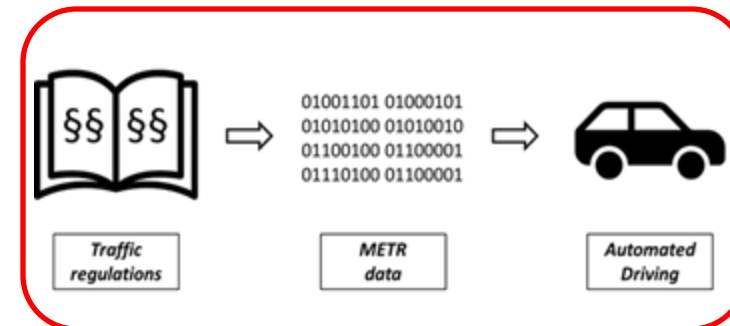 §§ §§
01001101 01000101
01010100 01010010
01100100 01100001
01110100 01100001
Traffic
regulations
METR
data
Automated
Driving